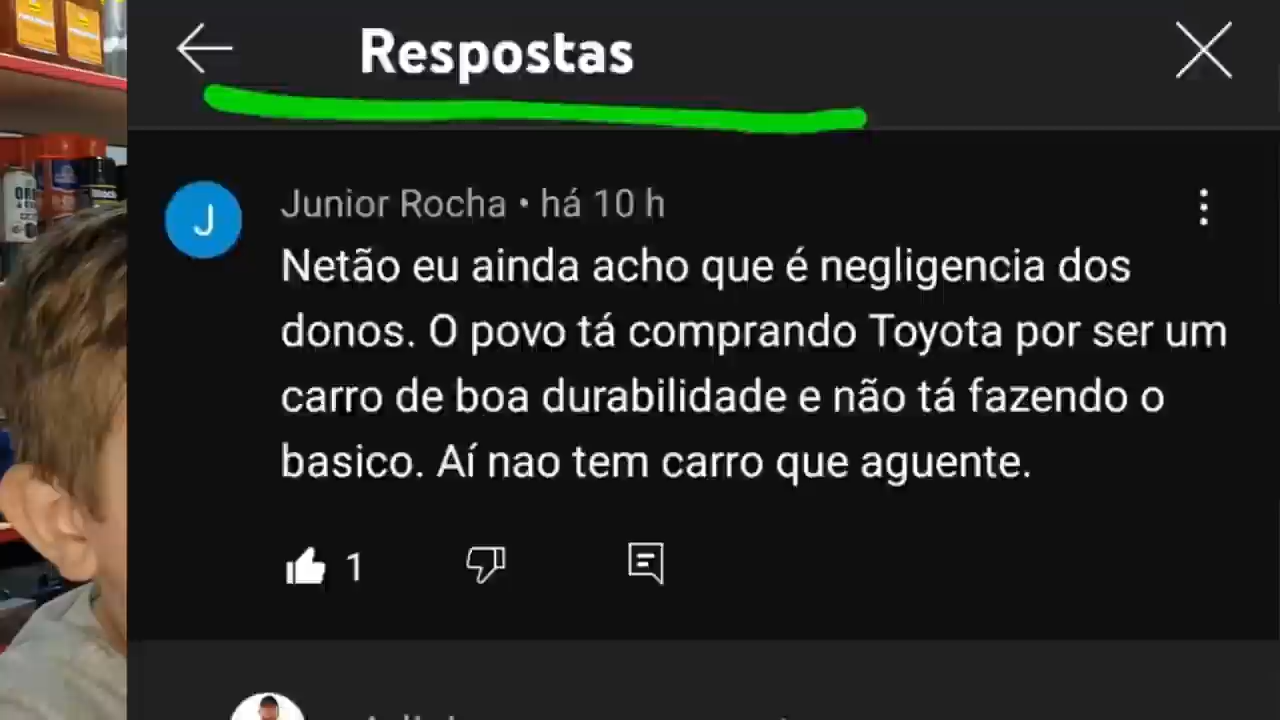 Respostas
J
Junior Rocha • há 10 h
Netão eu ainda acho que é negligencia dos
donos. O povo tá comprando Toyota por ser um
carro de boa durabilidade e não tá fazendo o
basico. Aí nao tem carro que aguente.
1